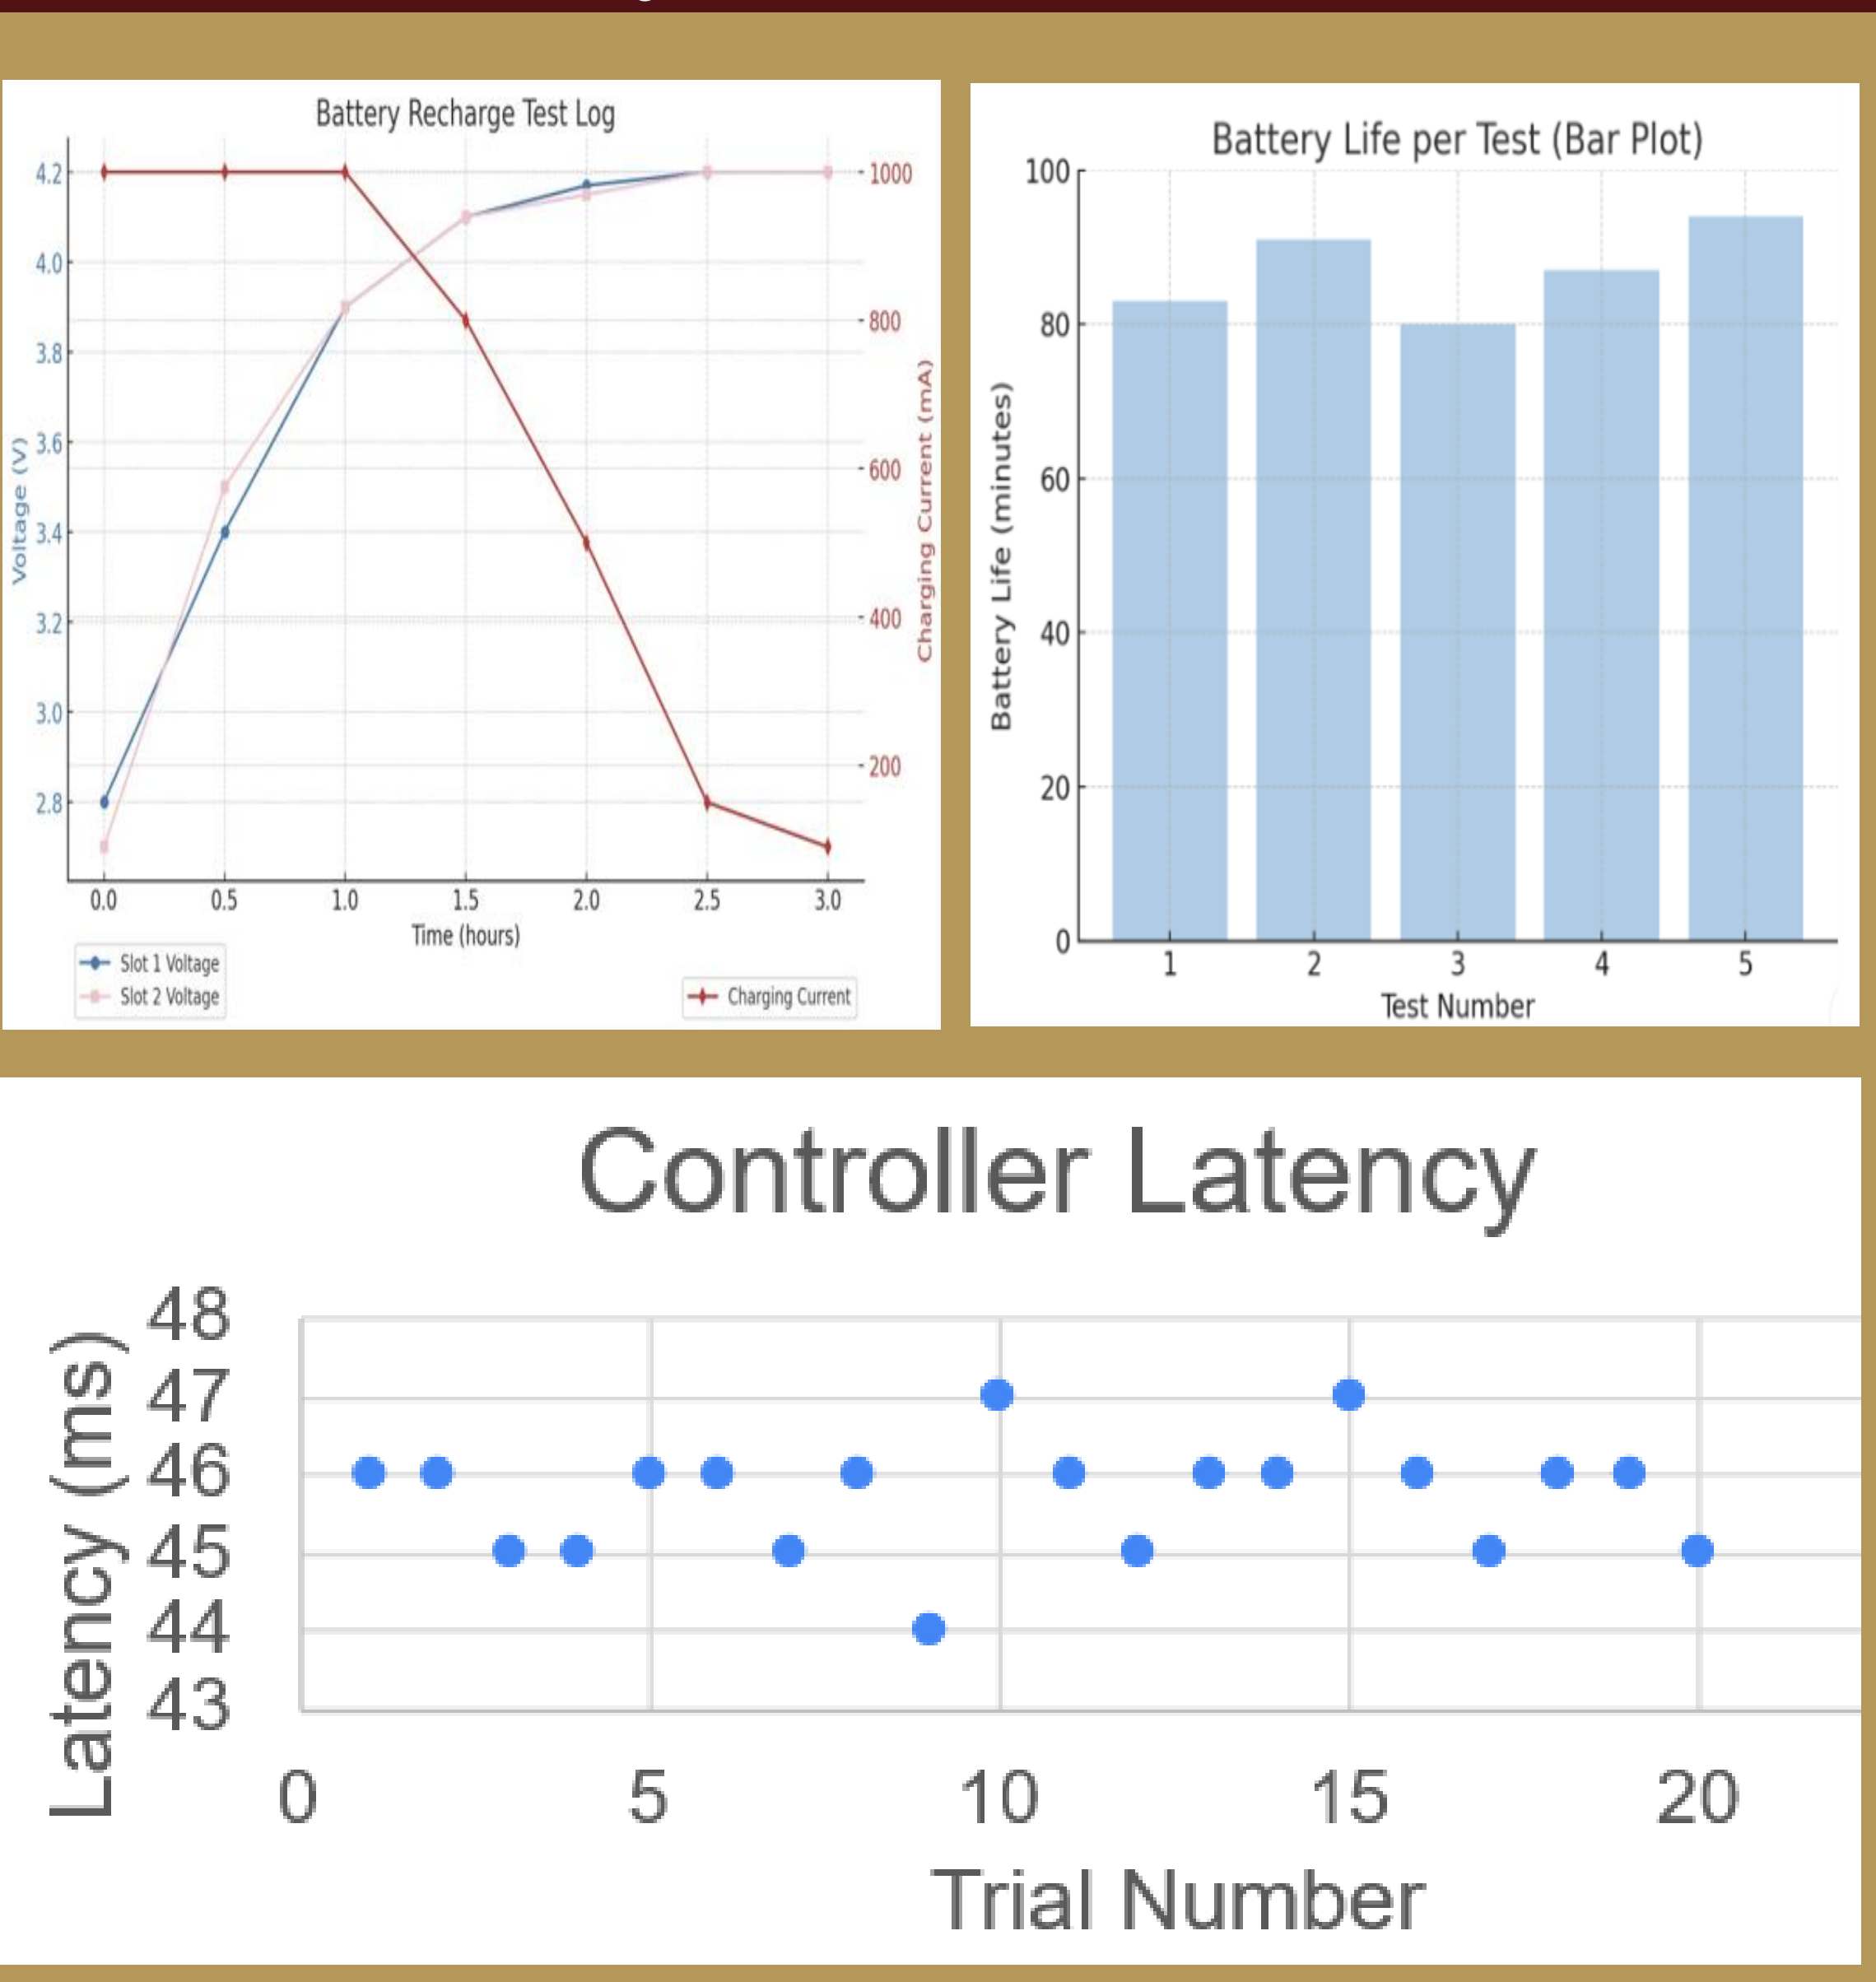 Battery Recharge Test Log
4.2
4.0
3.8
3.6
3.4
3.2
3.0
2.8
Voltage (V)
1000
800
600
400
200
Charging Current (mA)
0.0 0.5 1.0 1.5 2.0 2.5 3.0
Time (hours)
Slot 1 Voltage
Slot 2 Voltage
Charging Current
Battery Life per Test (Bar Plot)
100
80
60
40
20
0
Battery Life (minutes)
1 2 3 4 5
Test Number
Controller Latency
48
47
46
45
44
43
Latency (ms)
0 5 10 15 20
Trial Number